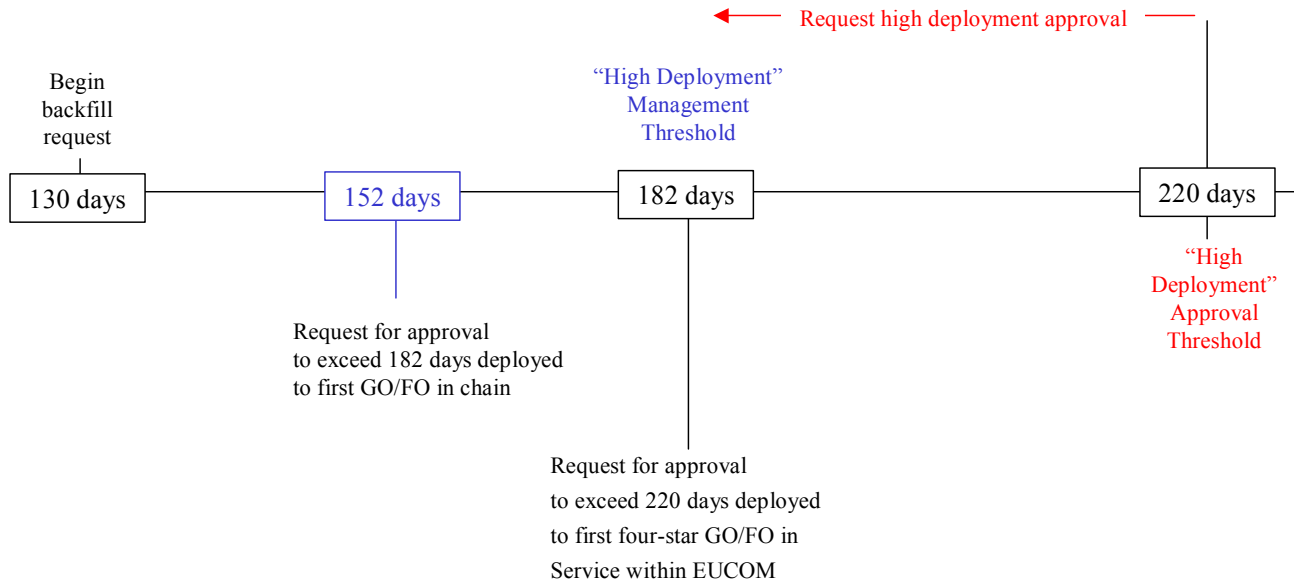 Request high deployment approval
Begin
backfill
request
“High Deployment”
Management
Threshold
130 days
152 days
182 days
220 days
“High
Deployment”
Approval
Threshold
Request for approval
to exceed 182 days deployed
to first GO/FO in chain
Request for approval
to exceed 220 days deployed
to first four-star GO/FO in
Service within EUCOM